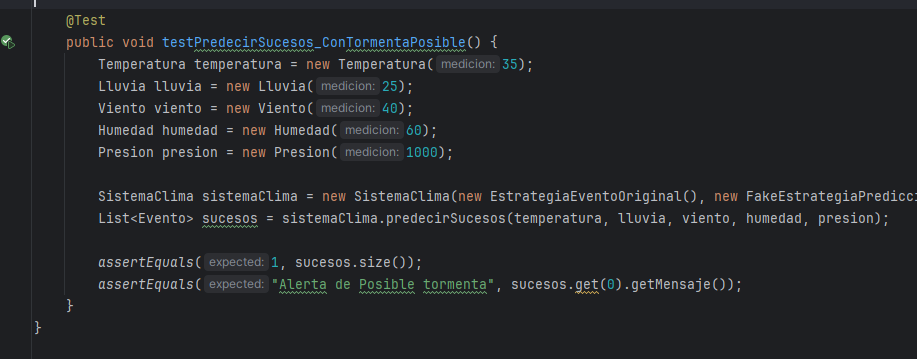 @Test
public void testPredecirSucesos_ConTormentaPosible() {
Temperatura temperatura = new Temperatura( medicion: 35);
Lluvia lluvia = new Lluvia( medicion: 25);
Viento viento = new Viento( medicion: 40);
Humedad humedad = new Humedad( medicion: 60);
Presion presion = new Presion( medicion: 1000);
SistemaClima sistemaClima = new SistemaClima(new EstrategiaEventoOriginal(), new FakeEstrategiaPredicci
List<Evento> sucesos = sistemaClima.predecirSucesos(temperatura, lluvia, viento, humedad, presion);
assertEquals( expected: 1, sucesos.size());
assertEquals( expected: "Alerta de Posible tormenta", sucesos.get(0).getMensaje());
}
}